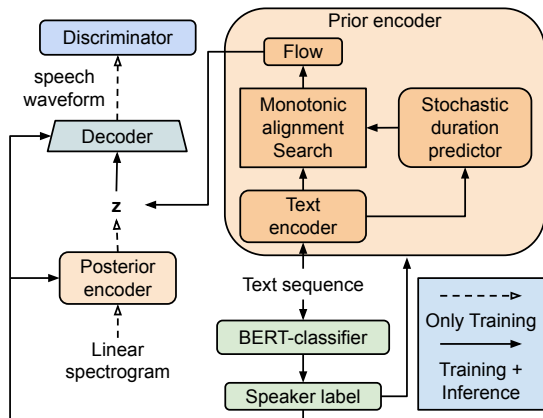 Discriminator
speech
waveform
Decoder
z
Posterior
encoder
Linear
spectrogram
Prior encoder
Flow
Monotonic
alignment
Search
Stochastic
duration
predictor
Text
encoder
Text sequence
BERT-classifier
Speaker label
Only Training
Training +
Inference